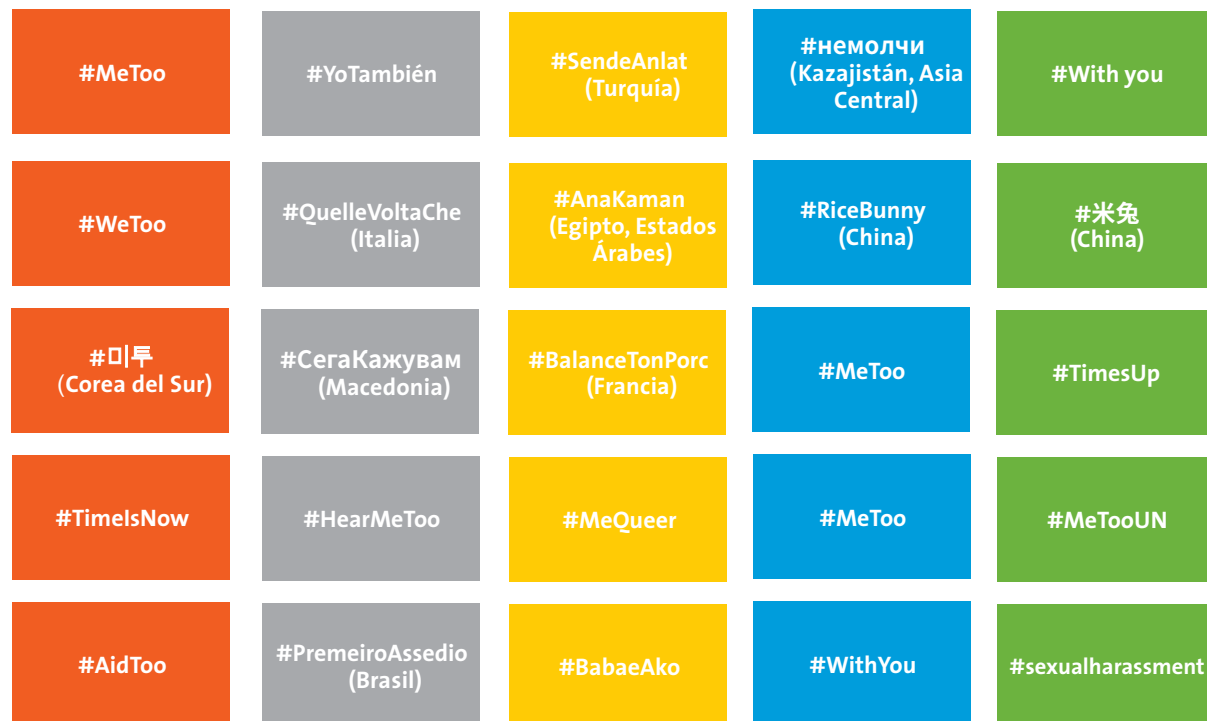 #MeToo
#YoTambién
#SendeAnlat
(Turquía)
#немолчи
(Kazajistán, Asia
Central)
#With you
#WeToo
#QuelleVoltaChe
(Italia)
#AnaKaman
(Egipto, Estados
Árabes)
#RiceBunny
(China)
#米兔
(China)
#미투
(Corea del Sur)
#СегаКажувам
(Macedonia)
#BalanceTonPorc
(Francia)
#MeToo
#TimesUp
#TimeIsNow
#HearMeToo
#MeQueer
#MeToo
#MeTooUN
#AidToo
#PremeiroAssedio
(Brasil)
#BabaeAko
#WithYou
#sexualharassment